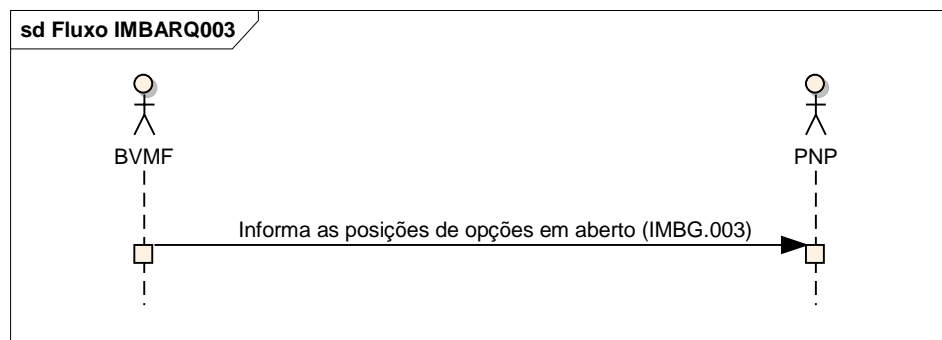 sd Fluxo IMBARQ003
BVMF
PNP
Informa as posições de opções em aberto (IMBG.003)